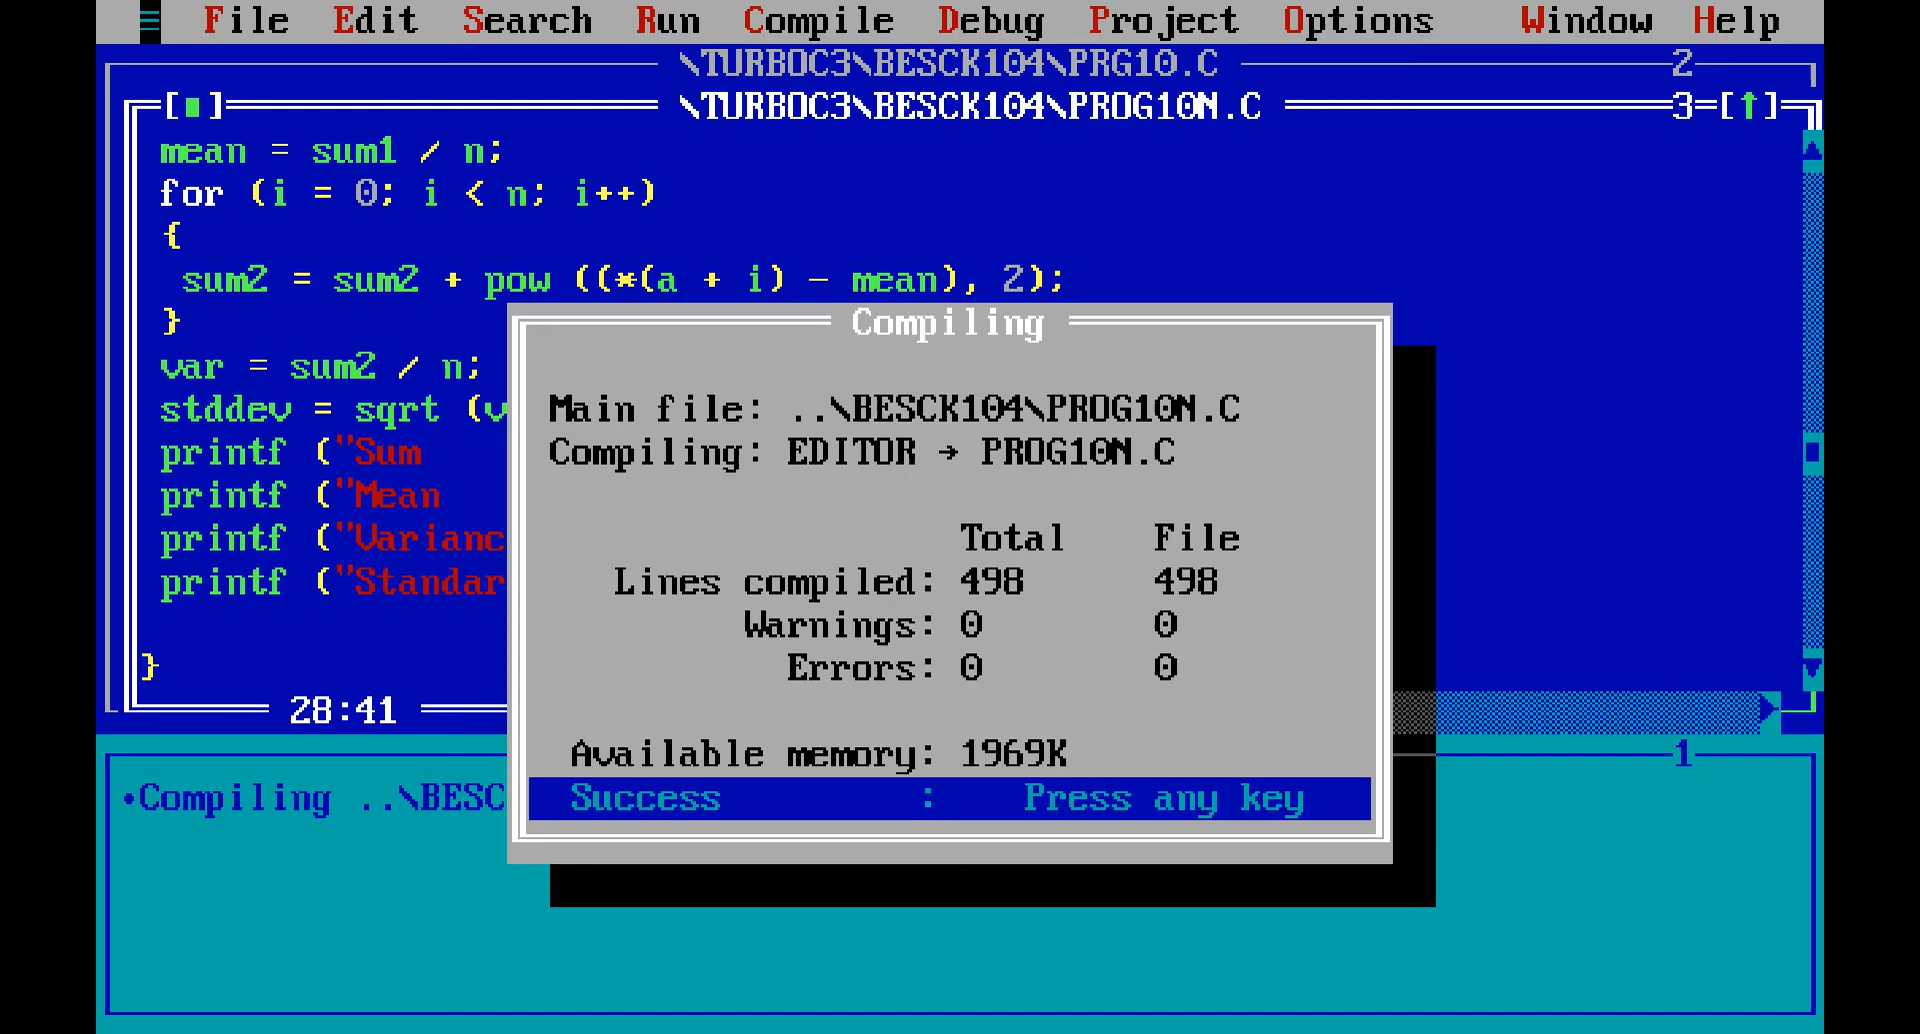 ≡ File Edit Search Run Compile Debug Project Options Window Help
\TURBOC3\BESCK104\PRG10.C 2
[■] \TURBOC3\BESCK104\PROG10N.C 3=[↑]
mean = sum1 / n;
for (i = 0; i < n; i++)
{
sum2 = sum2 + pow ((*(a + i) - mean), 2);
}
var = sum2 / n;
stddev = sqrt (v
printf ("Sum
printf ("Mean
printf ("Varianc
printf ("Standar
}
28:41
Compiling
Main file: ..\BESCK104\PROG10N.C
Compiling: EDITOR → PROG10N.C
Total File
Lines compiled: 498 498
Warnings: 0 0
Errors: 0 0
Available memory: 1969K
Success : Press any key
1
•Compiling ..\BESC